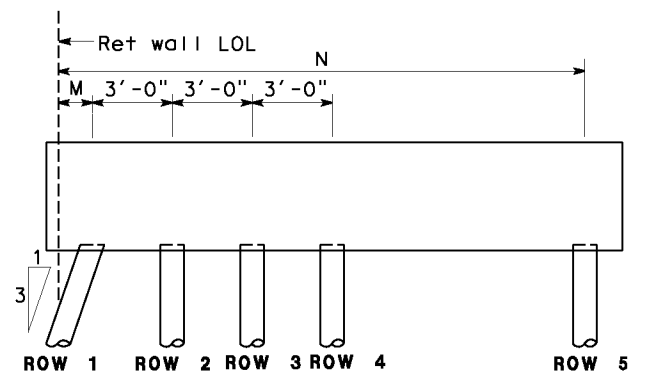 Ret wall LOL
N
M 3'-0" 3'-0" 3'-0"
1
3
ROW 1 ROW 2 ROW 3 ROW 4 ROW 5